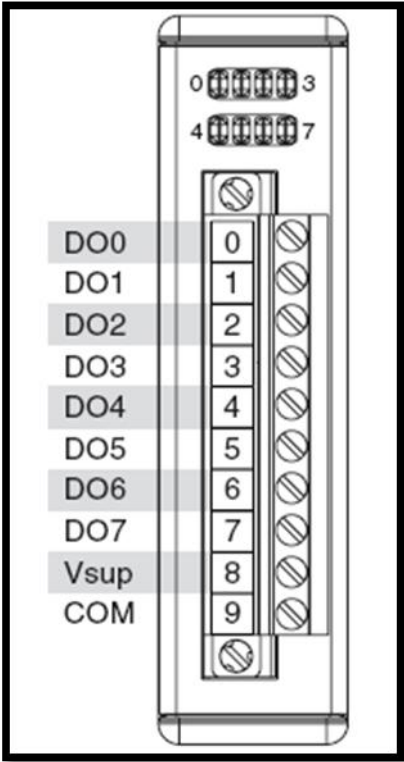 0 3
4 7
DO0 0
DO1 1
DO2 2
DO3 3
DO4 4
DO5 5
DO6 6
DO7 7
Vsup 8
COM 9